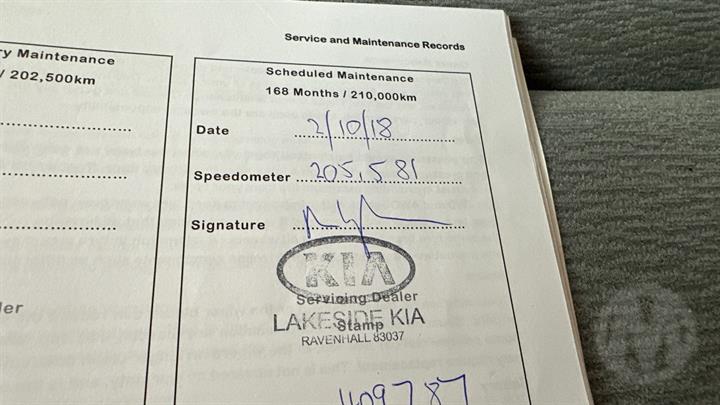 Service and Maintenance Records
ry Maintenance
/ 202,500km
ler
Scheduled Maintenance
168 Months / 210,000km
Date 2/10/18
Speedometer 205,581
Signature
KIA
Servicing Dealer
LAKESIDE KIA
Stamp
RAVENHALL 83037
409787